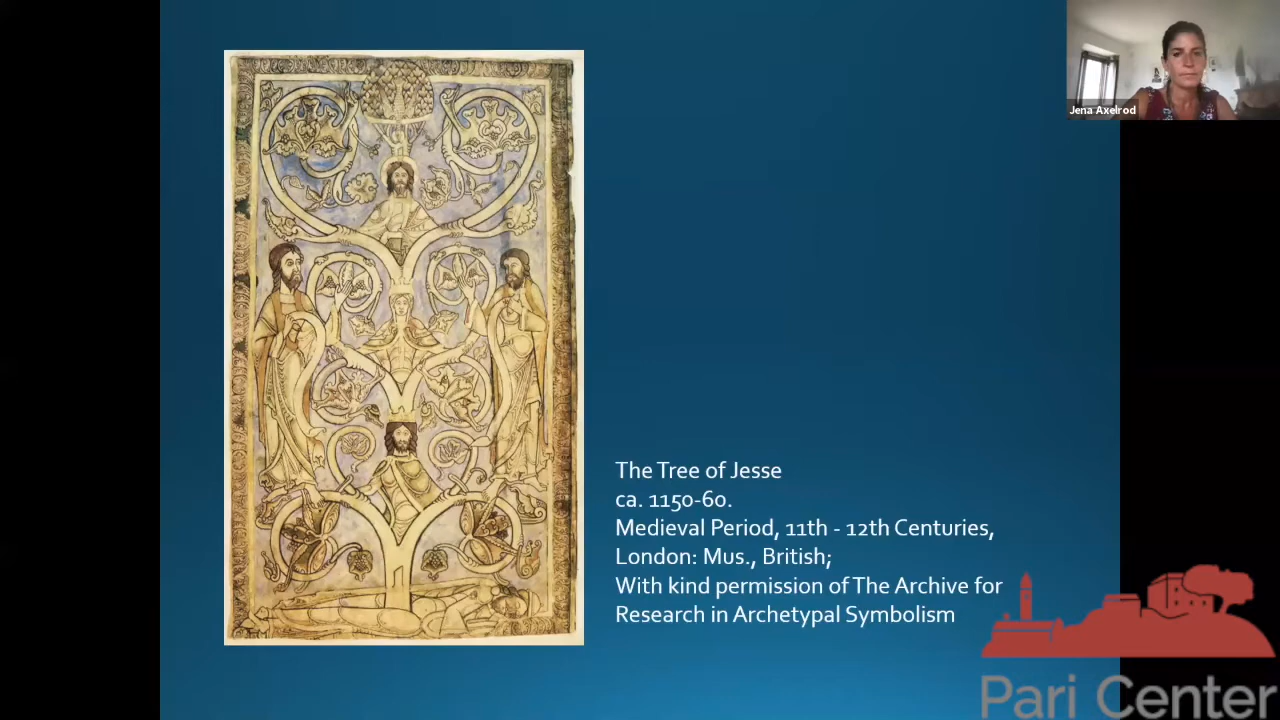 Jena Axelrod
The Tree of Jesse
ca. 1150-60.
Medieval Period, 11th - 12th Centuries,
London: Mus., British;
With kind permission of The Archive for
Research in Archetypal Symbolism
Pari Center